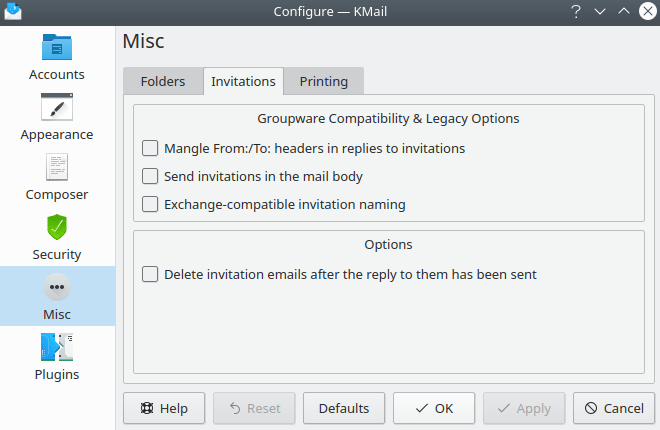 Configure — KMail
Accounts
Appearance
Composer
Security
Misc
Plugins
Misc
Folders
Invitations
Printing
Groupware Compatibility & Legacy Options
Mangle From:/To: headers in replies to invitations
Send invitations in the mail body
Exchange-compatible invitation naming
Options
Delete invitation emails after the reply to them has been sent
Help
Reset
Defaults
OK
Apply
Cancel